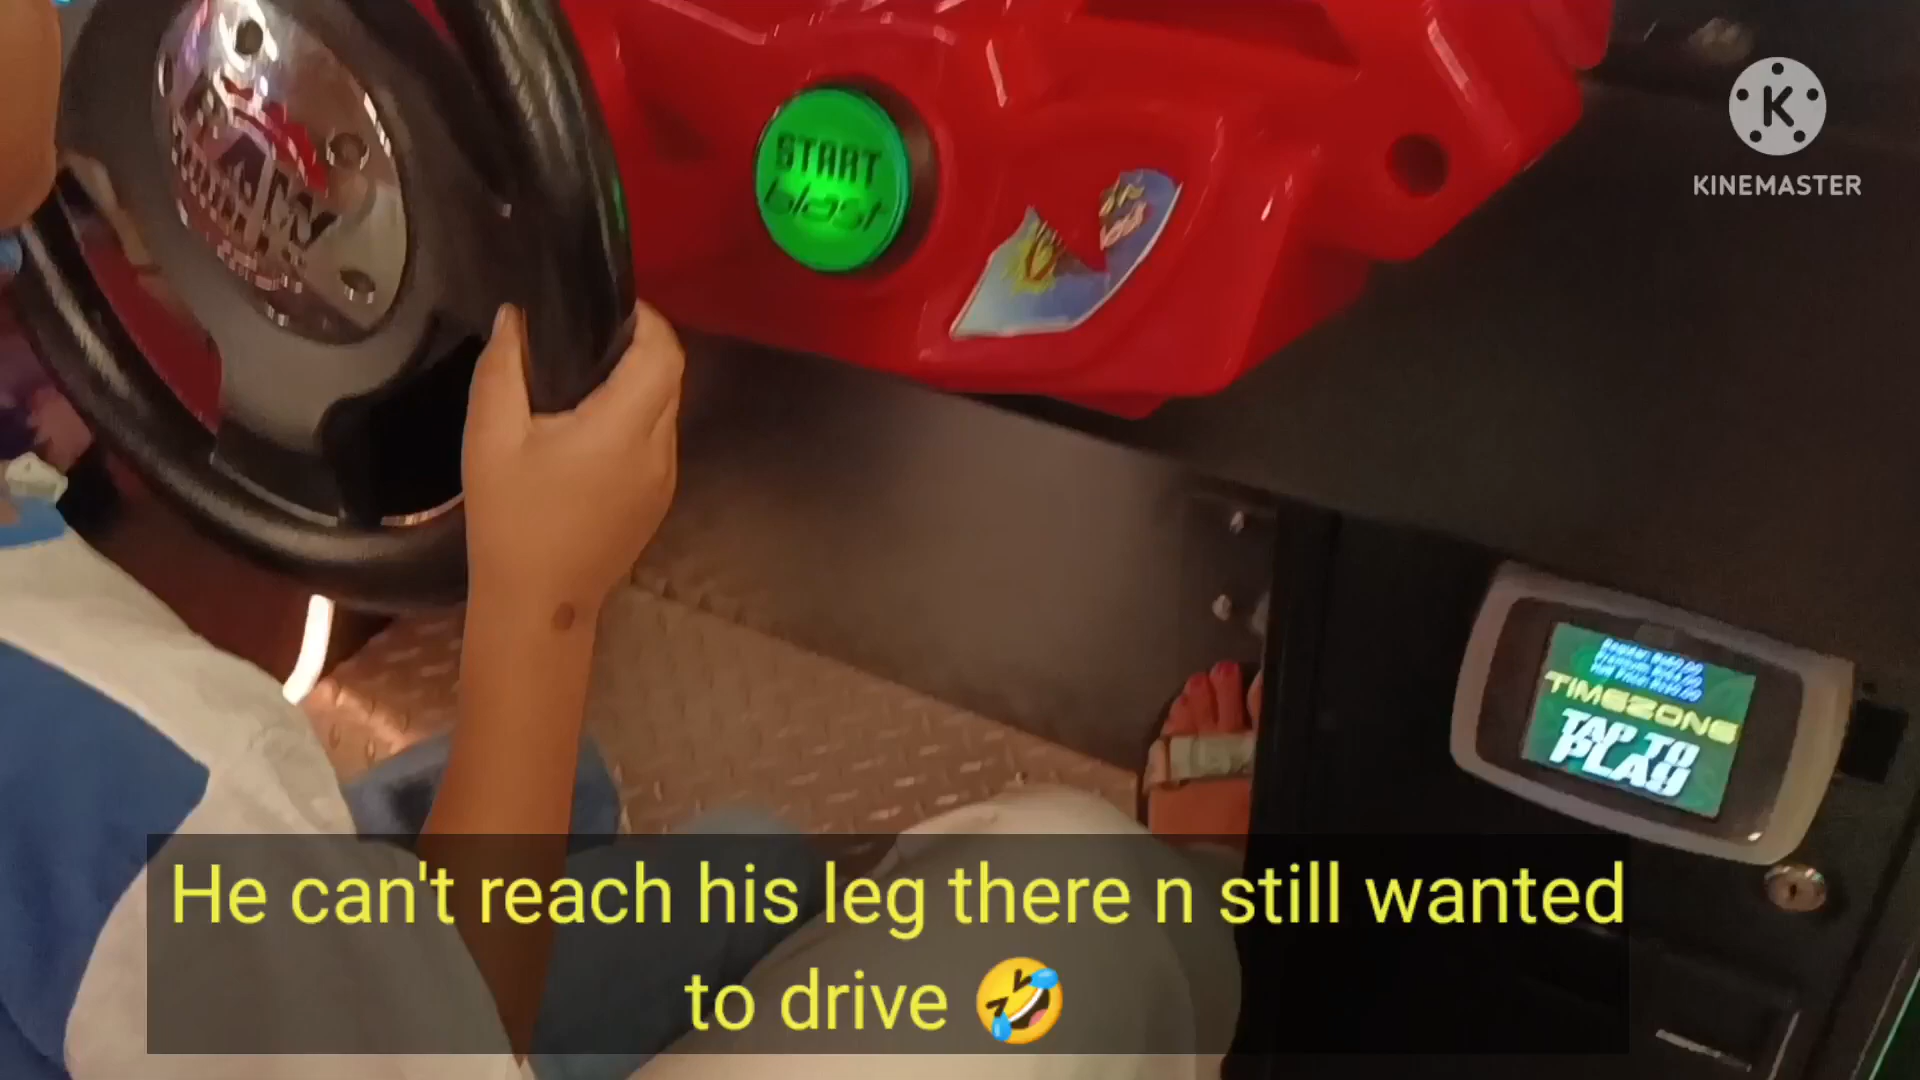 START
blast
KINEMASTER
TIMEZONE
TAP TO
PLAY
He can't reach his leg there n still wanted
to drive 🤣